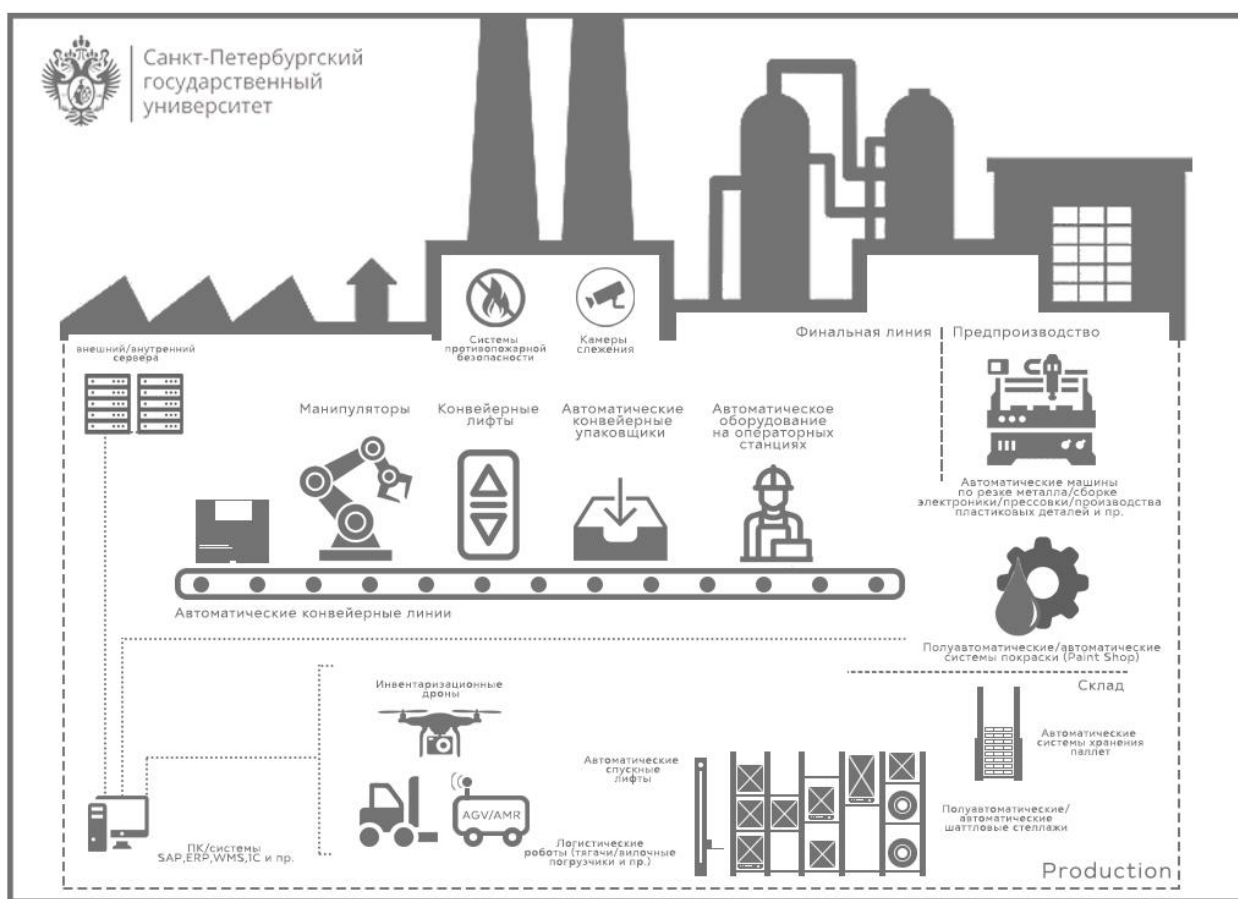 Санкт-Петербургский
государственный
университет
Системы
противопожарной
безопасности
Камеры
слежения
Финальная линия
Предпроизводство
внешний/внутренний
сервера
Манипуляторы
Конвейерные
лифты
Автоматические
конвейерные
упаковщики
Автоматическое
оборудование
на операторных
станциях
Автоматические машины
по резке металла/сборке
электроники/прессовки/производства
пластиковых деталей и пр.
Автоматические конвейерные линии
Полуавтоматические/автоматические
системы покраски (Paint Shop)
Склад
Инвентаризационные
дроны
Автоматические
системы хранения
паллет
Автоматические
спускные
лифты
AGV/AMR
Полуавтоматические/
автоматические
шаттловые стеллажи
ПК/системы
SAP,ERP,WMS,1C и пр.
Логистические
роботы (тягачи/вилочные
погрузчики и пр.)
Production